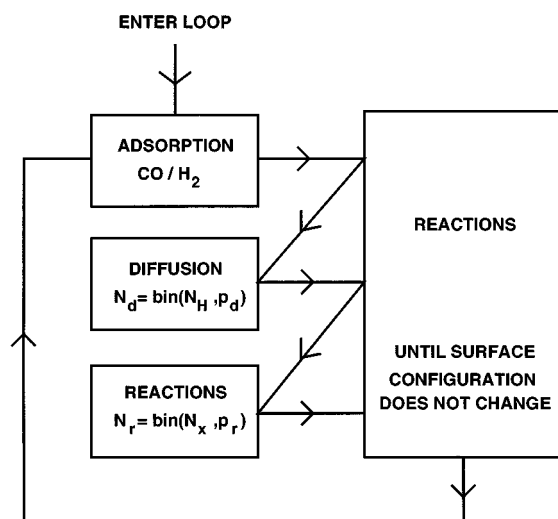 ENTER LOOP
ADSORPTION
CO / H2
DIFFUSION
Nd= bin(NH ,pd)
REACTIONS
Nr= bin(Nx ,pr)
REACTIONS
UNTIL SURFACE
CONFIGURATION
DOES NOT CHANGE